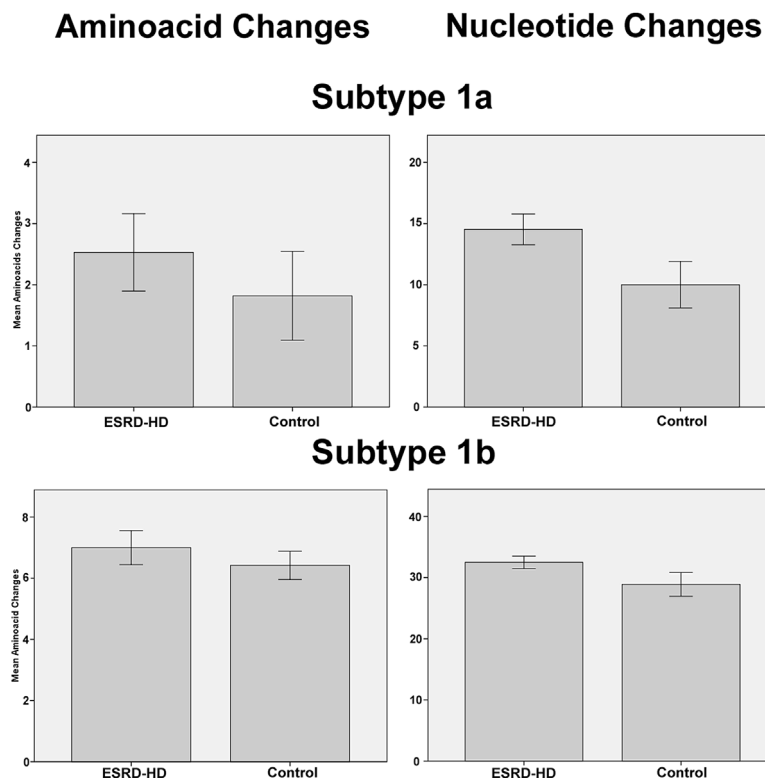 Aminoacid Changes
Nucleotide Changes
Subtype 1a
Mean Aminoacids Changes
4
3
2
1
0
ESRD-HD
Control
20
15
10
5
0
ESRD-HD
Control
Subtype 1b
Mean Aminoacid Changes
8
6
4
2
0
ESRD-HD
Control
40
30
20
10
0
ESRD-HD
Control